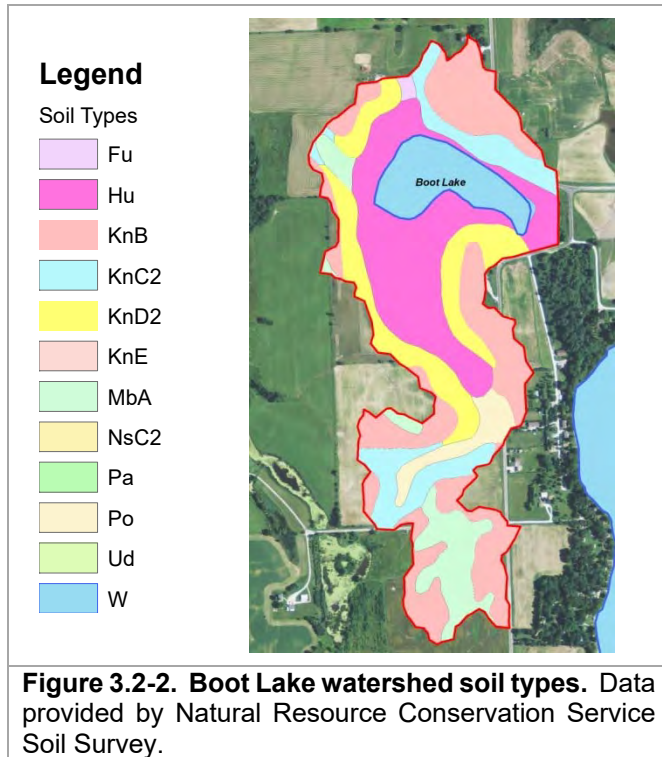 Legend
Soil Types
Fu
Hu
KnB
KnC2
KnD2
KnE
MbA
NsC2
Pa
Po
Ud
W
Boot Lake
Figure 3.2-2. Boot Lake watershed soil types. Data
provided by Natural Resource Conservation Service
Soil Survey.